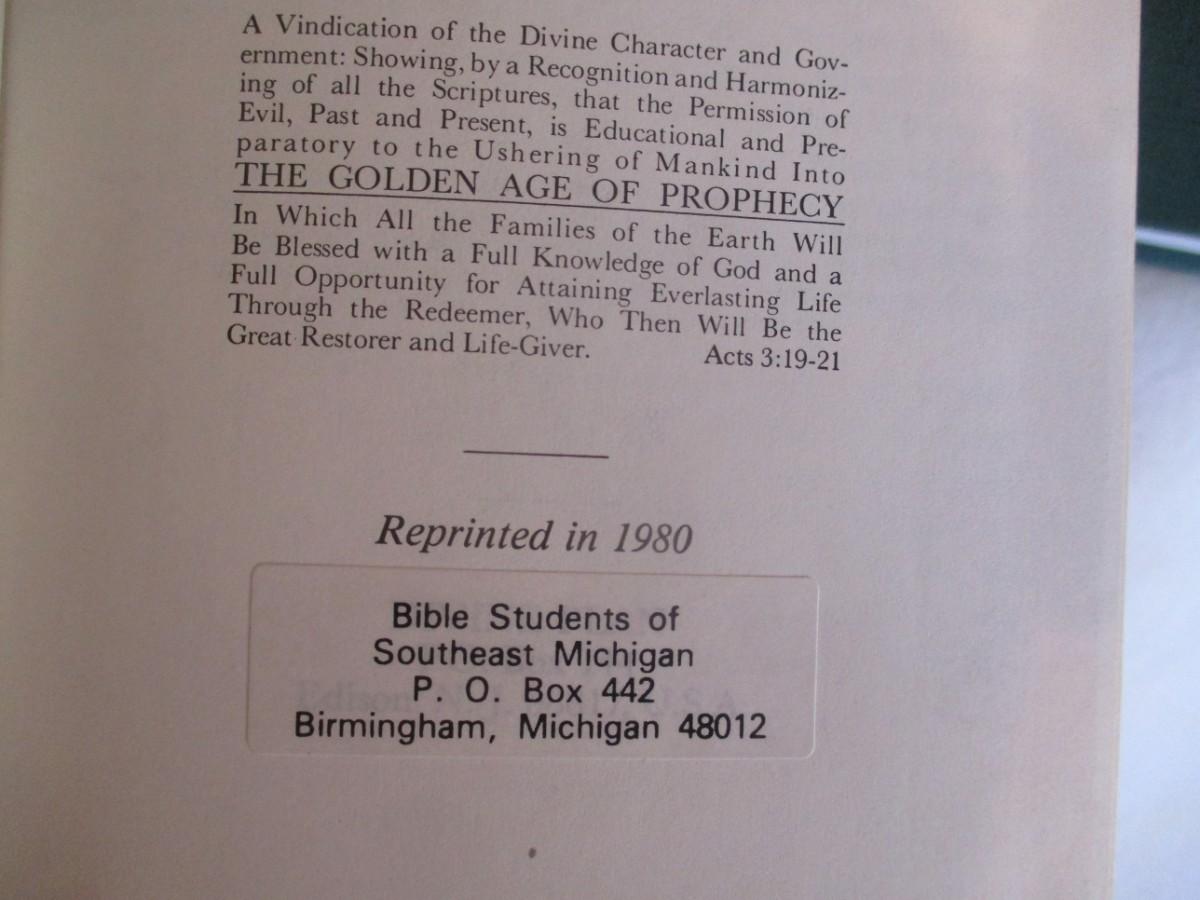 A Vindication of the Divine Character and Gov-
ernment: Showing, by a Recognition and Harmoniz-
ing of all the Scriptures, that the Permission of
Evil, Past and Present, is Educational and Pre-
paratory to the Ushering of Mankind Into
THE GOLDEN AGE OF PROPHECY
In Which All the Families of the Earth Will
Be Blessed with a Full Knowledge of God and a
Full Opportunity for Attaining Everlasting Life
Through the Redeemer, Who Then Will Be the
Great Restorer and Life-Giver. Acts 3:19-21
Reprinted in 1980
Bible Students of
Southeast Michigan
P. O. Box 442
Edison U.S.A.
Birmingham, Michigan 48012